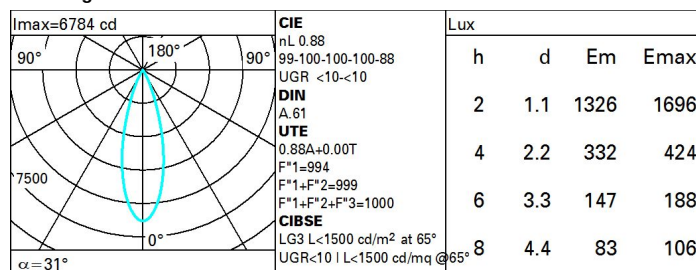 Imax=6784 cd
90° 180° 90°
7500
0°
α=31°
CIE
nL 0.88
99-100-100-100-88
UGR <10-<10
DIN
A.61
UTE
0.88A+0.00T
F"1=994
F"1+F"2=999
F"1+F"2+F"3=1000
CIBSE
LG3 L<1500 cd/m² at 65°
UGR<10 | L<1500 cd/mq @65°
Lux
h d Em Emax
2 1.1 1326 1696
4 2.2 332 424
6 3.3 147 188
8 4.4 83 106